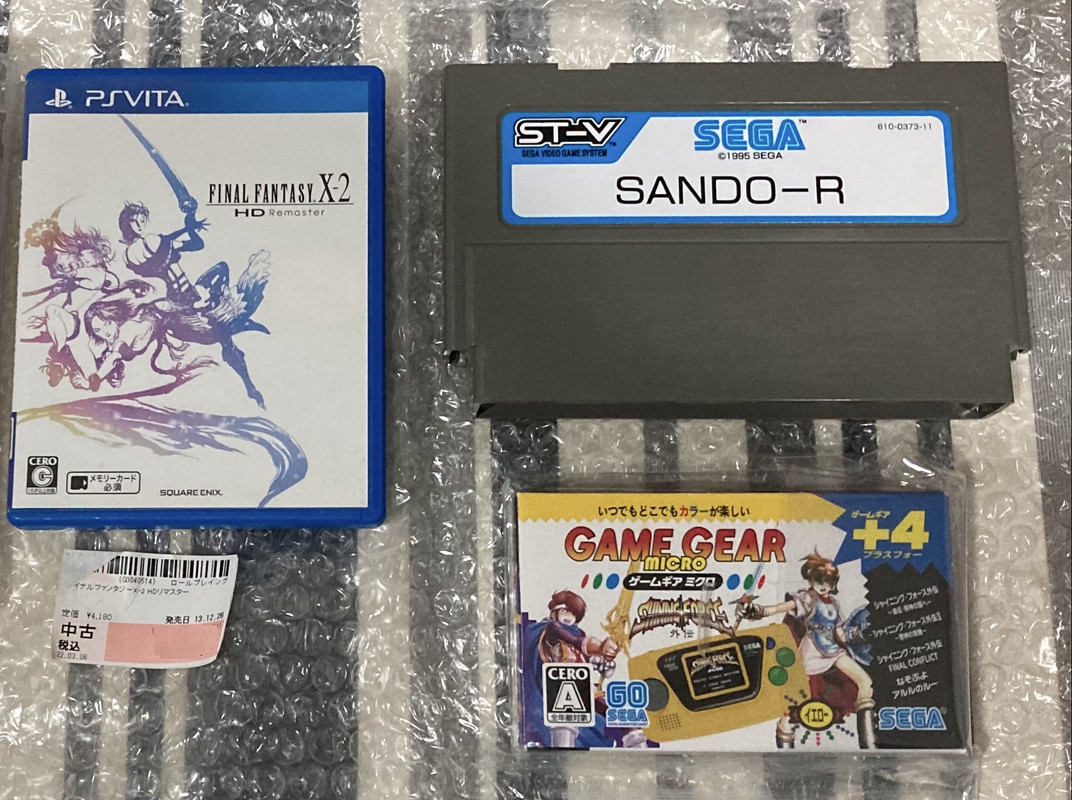 PSVITA
FINAL FANTASY X-2
HD Remaster
CERO
C
メモリーカード
必須
SQUARE ENIX.
(G0040514) ロールプレイング
イナルファンタジーX-2 HDリマスター
定価 ¥4,180
発売日 13.12.26
中古
税込
22.03.06
ST-V™
SEGA VIDEO GAME SYSTEM
SEGA™
©1995 SEGA
610-0373-11
SANDO-R
いつでもどこでもカラーが楽しい
GAME GEAR
MICRO
ゲームギア ミクロ
SHINING FORCE
外伝
ゲームギア
+4
プラスフォー
シャイニング・フォース外伝
シャイニング・フォース外伝Ⅱ
シャイニング・フォース外伝
FINAL CONFLICT
なぞぷよ
アルルのルー
CERO
A
全年齢対象
GO
SEGA
イエロー
SEGA